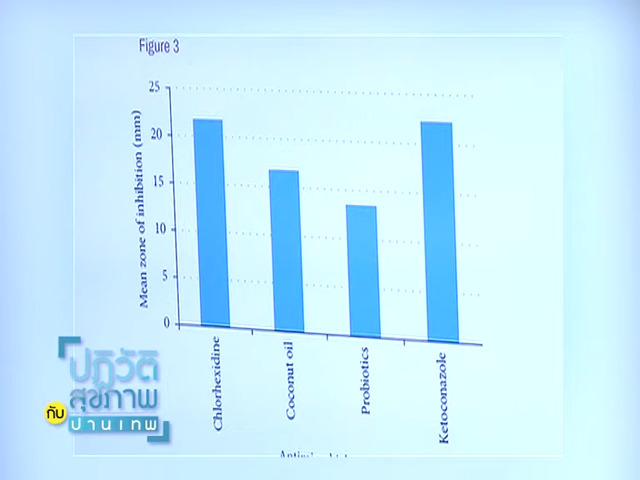 Figure 3
Mean zone of inhibition (mm)
25
20
15
10
5
0
Chlorhexidine
Coconut oil
Probiotics
Ketoconazole
ปฏิวัติ
สุขภาพ
กับ
ปานเทพ